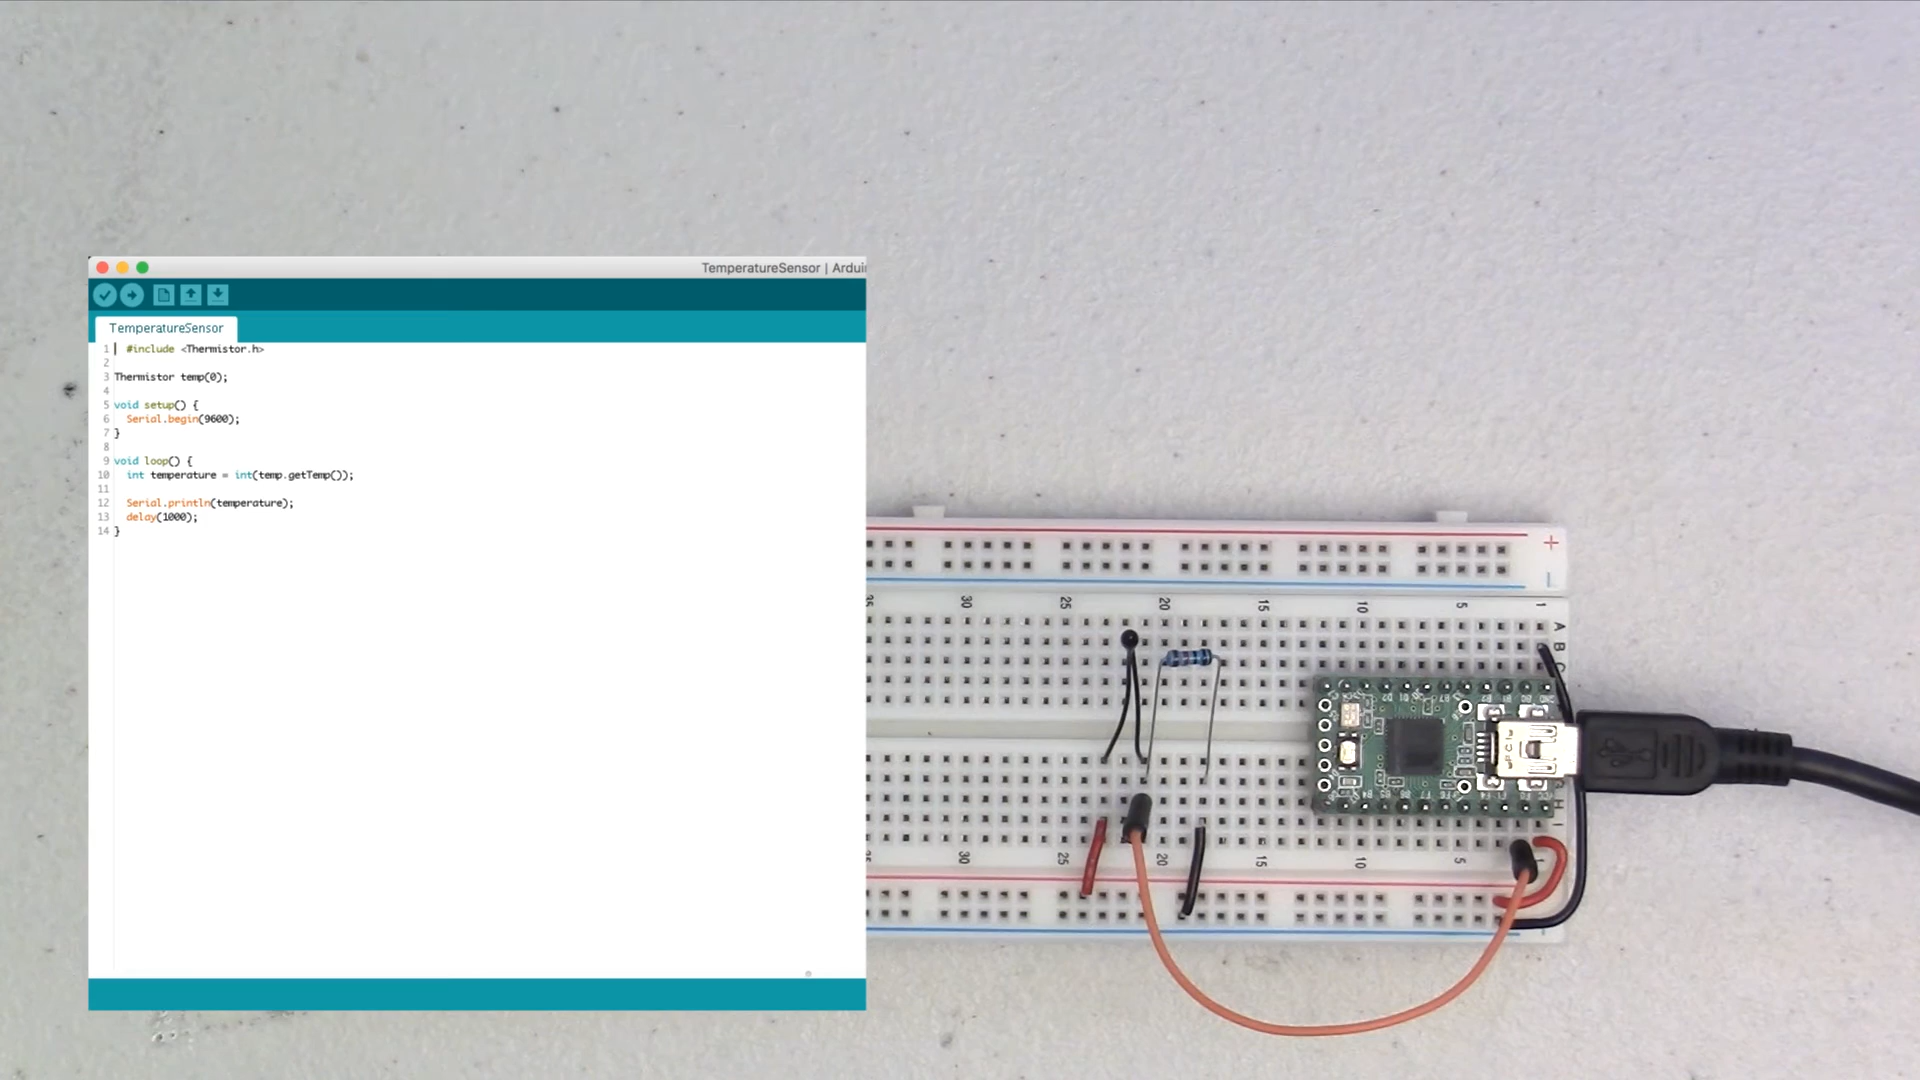 TemperatureSensor | Ardui
TemperatureSensor
1 #include <Thermistor.h>
2
3 Thermistor temp(0);
4
5 void setup() {
6 Serial.begin(9600);
7 }
8
9 void loop() {
10 int temperature = int(temp.getTemp());
11
12 Serial.println(temperature);
13 delay(1000);
14 }
+
30 25 20 15 10 5 1
A
B
C
H
I
30 20 10 5